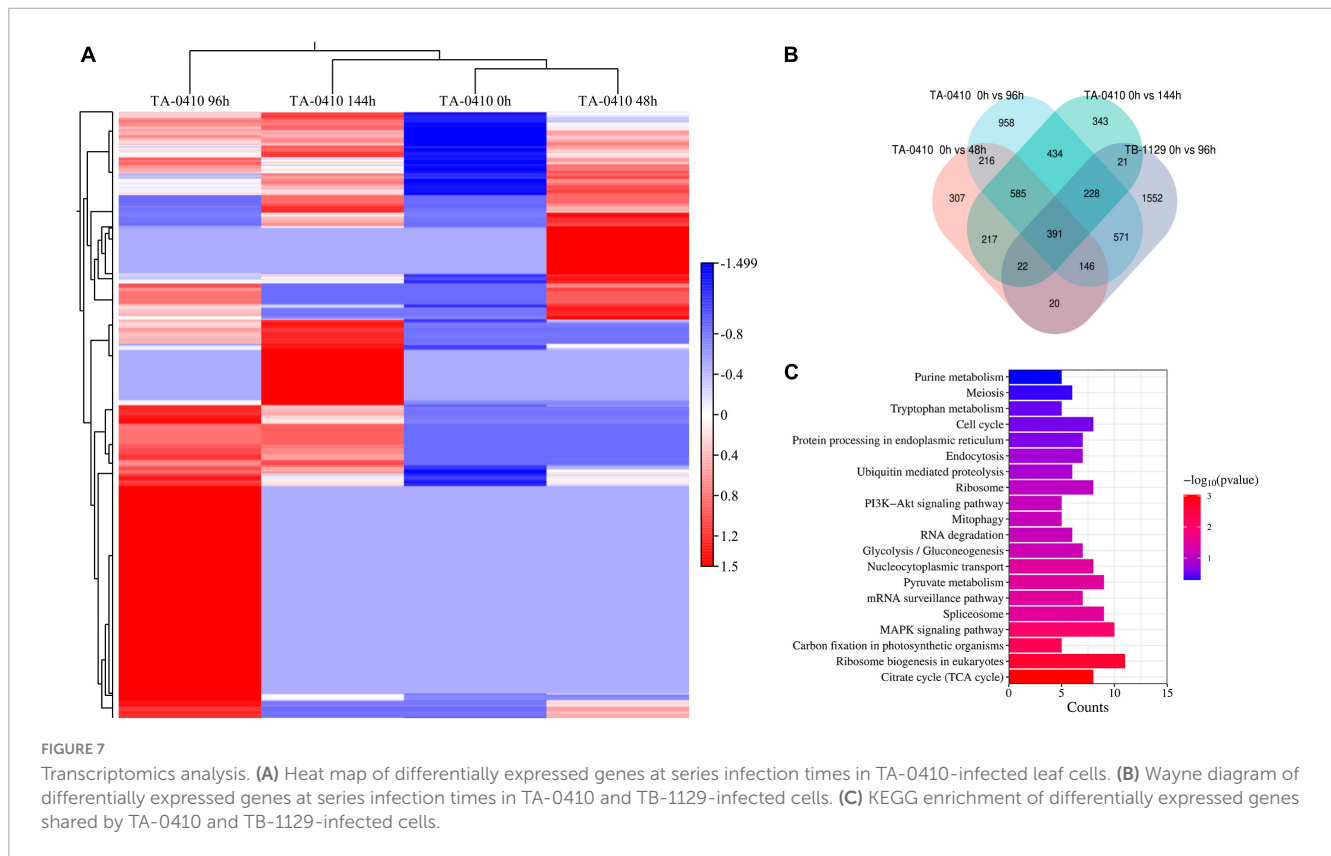 A
TA-0410 96h TA-0410 144h TA-0410 0h TA-0410 48h
-1.499
-0.8
-0.4
0
0.4
0.8
1.2
1.5
B
TA-0410 0h vs 96h TA-0410 0h vs 144h
TA-0410 0h vs 48h TB-1129 0h vs 96h
958 343
434
216 21
307 585 228 1552
217 391 571
22 146
20
C
Purine metabolism
Meiosis
Tryptophan metabolism
Cell cycle
Protein processing in endoplasmic reticulum
Endocytosis
Ubiquitin mediated proteolysis
Ribosome
PI3K−Akt signaling pathway
Mitophagy
RNA degradation
Glycolysis / Gluconeogenesis
Nucleocytoplasmic transport
Pyruvate metabolism
mRNA surveillance pathway
Spliceosome
MAPK signaling pathway
Carbon fixation in photosynthetic organisms
Ribosome biogenesis in eukaryotes
Citrate cycle (TCA cycle)
0 5 10 15
Counts
−log10(pvalue)
3
2
1
FIGURE 7
Transcriptomics analysis. (A) Heat map of differentially expressed genes at series infection times in TA-0410-infected leaf cells. (B) Wayne diagram of
differentially expressed genes at series infection times in TA-0410 and TB-1129-infected cells. (C) KEGG enrichment of differentially expressed genes
shared by TA-0410 and TB-1129-infected cells.